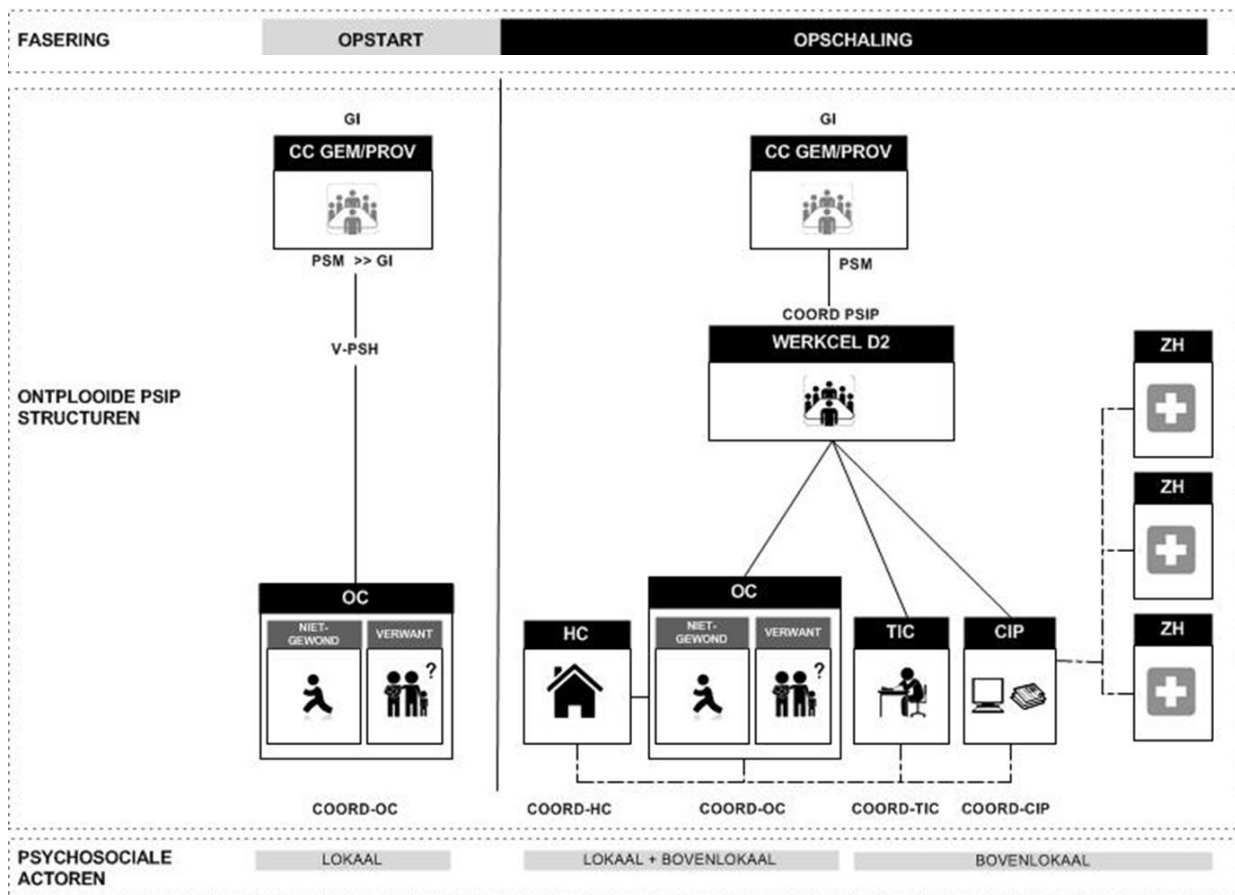 FASERING
OPSTART
OPSCHALING
GI
CC GEM/PROV
PSM >> GI
V-PSH
OC
NIET-
GEWOND
VERWANT
?
COORD-OC
GI
CC GEM/PROV
PSM
COORD PSIP
WERKCEL D2
ZH
ZH
ZH
ONTPLOOIDE PSIP
STRUCTUREN
HC
OC
NIET-
GEWOND
VERWANT
?
TIC
CIP
COORD-HC
COORD-OC
COORD-TIC
COORD-CIP
PSYCHOSOCIALE
ACTOREN
LOKAAL
LOKAAL + BOVENLOKAAL
BOVENLOKAAL